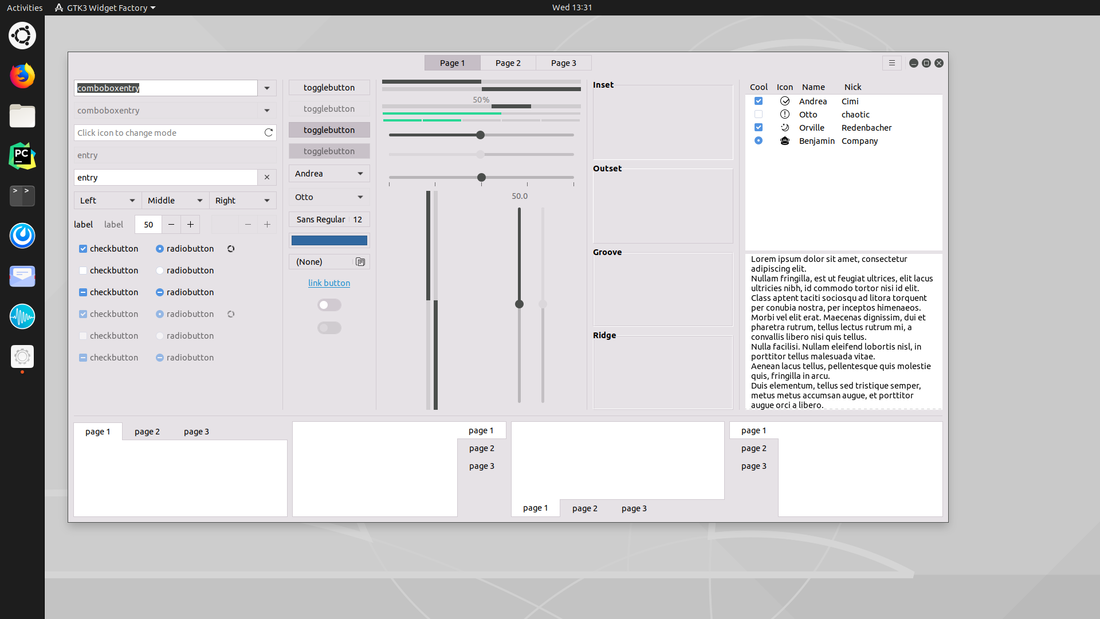 Activities GTK3 Widget Factory Wed 13:31
Page 1 Page 2 Page 3
comboboxentry
comboboxentry
Click icon to change mode
entry
entry
Left Middle Right
label label 50
checkbutton radiobutton
checkbutton radiobutton
checkbutton radiobutton
checkbutton radiobutton
checkbutton radiobutton
checkbutton radiobutton
togglebutton
togglebutton
togglebutton
togglebutton
Andrea
Otto
Sans Regular 12
(None)
link button
50%
50.0
Inset
Outset
Groove
Ridge
Cool Icon Name Nick
Andrea Cimi
Otto chaotic
Orville Redenbacher
Benjamin Company
Lorem ipsum dolor sit amet, consectetur
adipiscing elit.
Nullam fringilla, est ut feugiat ultrices, elit lacus
ultricies nibh, id commodo tortor nisi id elit.
Class aptent taciti sociosqu ad litora torquent
per conubia nostra, per inceptos himenaeos.
Morbi vel elit erat. Maecenas dignissim, dui et
pharetra rutrum, tellus lectus rutrum mi, a
convallis libero nisi quis tellus.
Nulla facilisi. Nullam eleifend lobortis nisl, in
porttitor tellus malesuada vitae.
Aenean lacus tellus, pellentesque quis molestie
quis, fringilla in arcu.
Duis elementum, tellus sed tristique semper,
metus metus accumsan augue, et porttitor
augue orci a libero.
page 1 page 2 page 3
page 1
page 2
page 3
page 1 page 2 page 3
page 1
page 2
page 3
PC